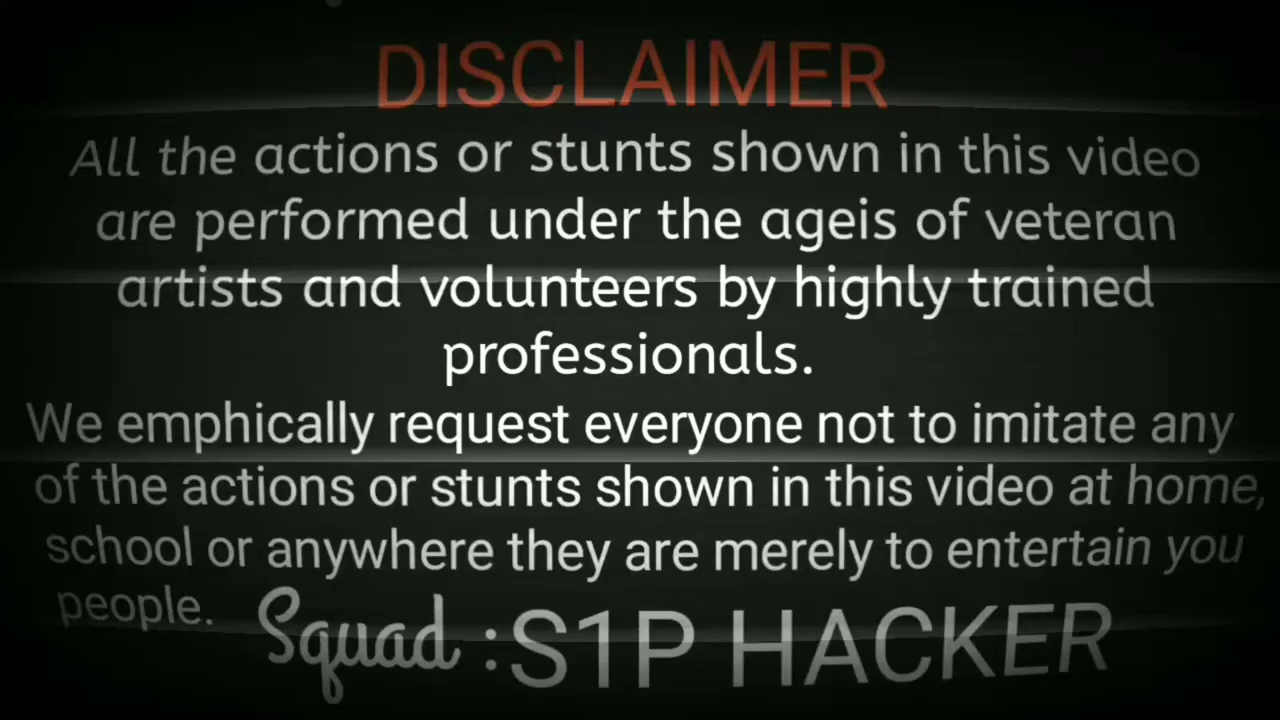 DISCLAIMER
All the actions or stunts shown in this video
are performed under the ageis of veteran
artists and volunteers by highly trained
professionals.
We emphically request everyone not to imitate any
of the actions or stunts shown in this video at home,
school or anywhere they are merely to entertain you
people.
Squad : S1P HACKER